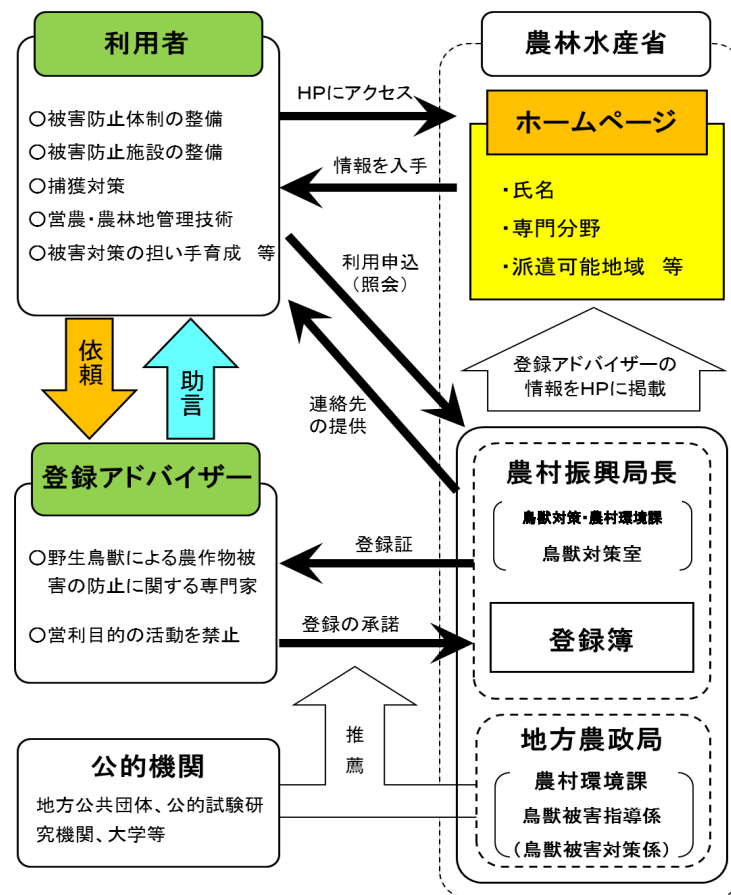 利用者
○被害防止体制の整備
○被害防止施設の整備
○捕獲対策
○営農・農林地管理技術
○被害対策の担い手育成　等
HPにアクセス
情報を入手
農林水産省
ホームページ
・氏名
・専門分野
・派遣可能地域　等
利用申込
（照会）
連絡先
の提供
登録アドバイザーの
情報をHPに掲載
依頼
助言
登録アドバイザー
○野生鳥獣による農作物被
害の防止に関する専門家
○営利目的の活動を禁止
登録証
登録の承諾
農村振興局長
鳥獣対策・農村環境課
鳥獣対策室
登録簿
推薦
公的機関
地方公共団体、公的試験研
究機関、大学等
地方農政局
農村環境課
鳥獣被害指導係
（鳥獣被害対策係）